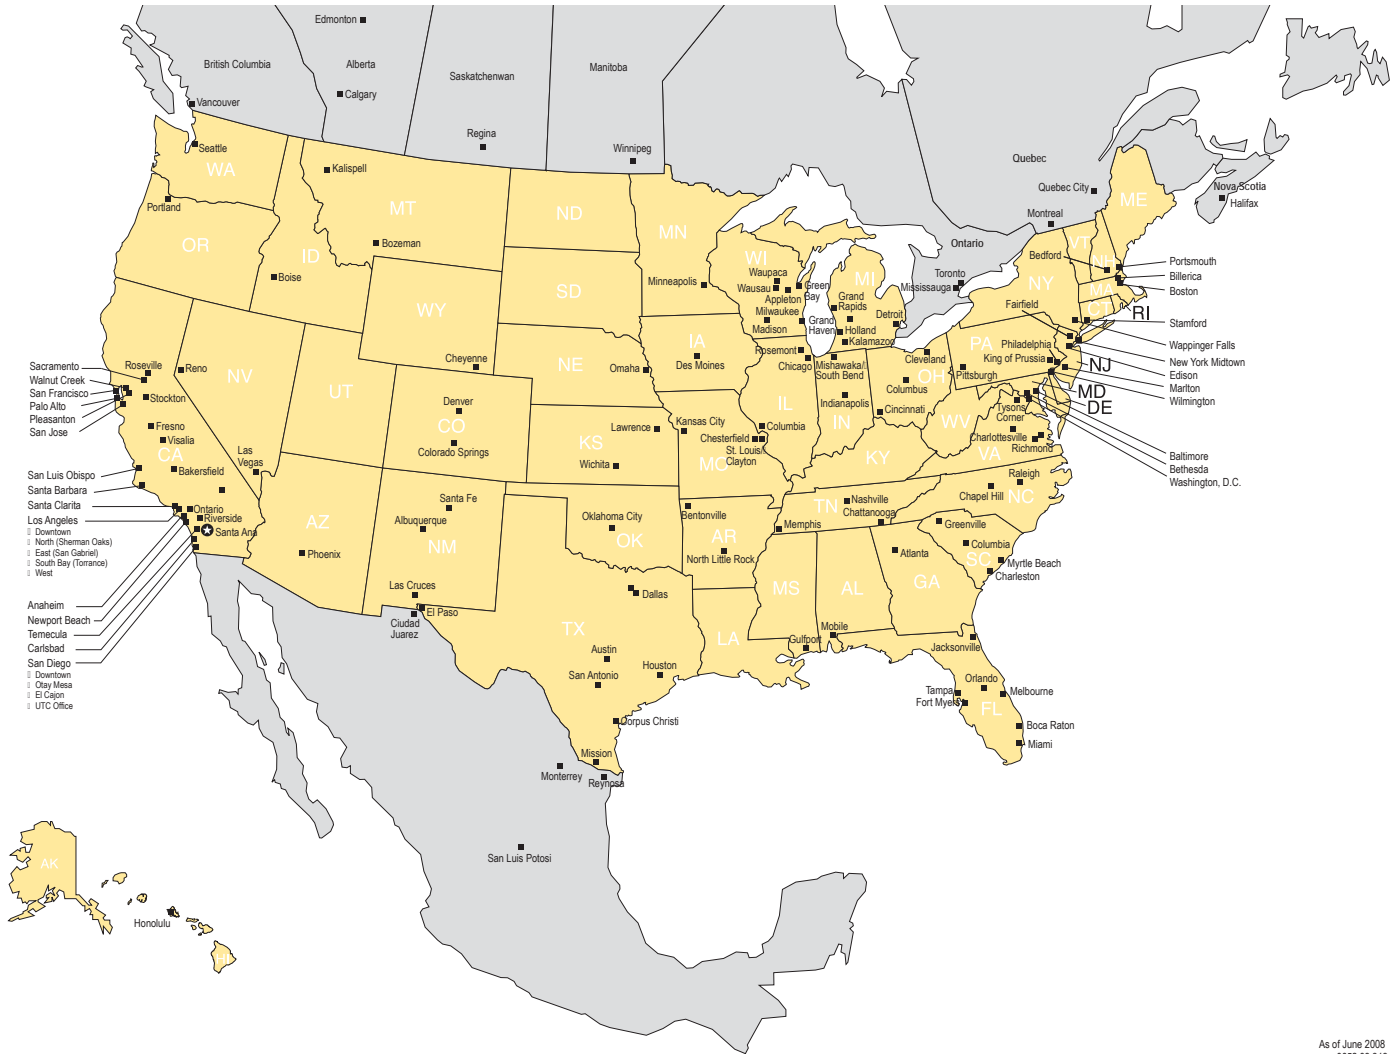 Edmonton
British Columbia
Alberta
Saskatchenwan
Manitoba
Calgary
Vancouver
Regina
Winnipeg
Quebec
Quebec City
Nova Scotia
Halifax
Montreal
Ontario
Toronto
Mississauga
Seattle
WA
Kalispell
Portland
OR
MT
Bozeman
ID
Boise
ND
MN
Minneapolis
SD
WY
Cheyenne
WI
Waupaca
Wausau
Appleton
Green
Bay
Milwaukee
Madison
MI
Grand
Rapids
Grand
Haven
Holland
Kalamazoo
Detroit
ME
VT
NH
Bedford
NY
MA
CT
RI
Fairfield
Portsmouth
Billerica
Boston
Stamford
Wappinger Falls
New York Midtown
Edison
Marlton
Wilmington
PA
Philadelphia
King of Prussia
Pittsburgh
NJ
MD
DE
Baltimore
Bethesda
Washington, D.C.
Sacramento
Walnut Creek
San Francisco
Palo Alto
Pleasanton
San Jose
Roseville
Reno
Stockton
Fresno
Visalia
CA
Bakersfield
NV
UT
Las
Vegas
San Luis Obispo
Santa Barbara
Santa Clarita
Los Angeles
Downtown
North (Sherman Oaks)
East (San Gabriel)
South Bay (Torrance)
West
Ontario
Riverside
Santa Ana
Anaheim
Newport Beach
Temecula
Carlsbad
San Diego
Downtown
Otay Mesa
El Cajon
UTC Office
Denver
CO
Colorado Springs
NE
Omaha
IA
Des Moines
Rosemont
Chicago
Mishawaka/
South Bend
Cleveland
OH
Columbus
Cincinnati
Indianapolis
IN
IL
Columbia
Kansas City
Chesterfield
St. Louis/
Clayton
MO
Lawrence
KS
Wichita
WV
Tysons
Corner
Charlottesville
Richmond
VA
KY
AZ
Phoenix
Santa Fe
Albuquerque
NM
Las Cruces
El Paso
Ciudad
Juarez
Oklahoma City
OK
Bentonville
AR
North Little Rock
TN
Nashville
Chattanooga
Memphis
Raleigh
Chapel Hill
NC
Greenville
Columbia
SC
Myrtle Beach
Charleston
Atlanta
GA
MS
AL
Mobile
Gulfport
LA
TX
Dallas
Austin
San Antonio
Houston
Corpus Christi
Mission
Monterrey
Reynosa
San Luis Potosi
Jacksonville
Orlando
Tampa
Fort Myers
Melbourne
FL
Boca Raton
Miami
AK
Honolulu
HI
As of June 2008